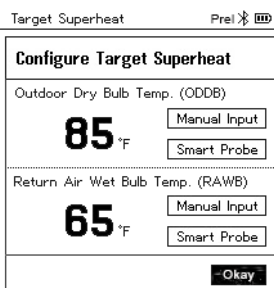 Target Superheat Prel
Configure Target Superheat
Outdoor Dry Bulb Temp. (ODDB)
85 °F
Manual Input
Smart Probe
Return Air Wet Bulb Temp. (RAWB)
65 °F
Manual Input
Smart Probe
Okay